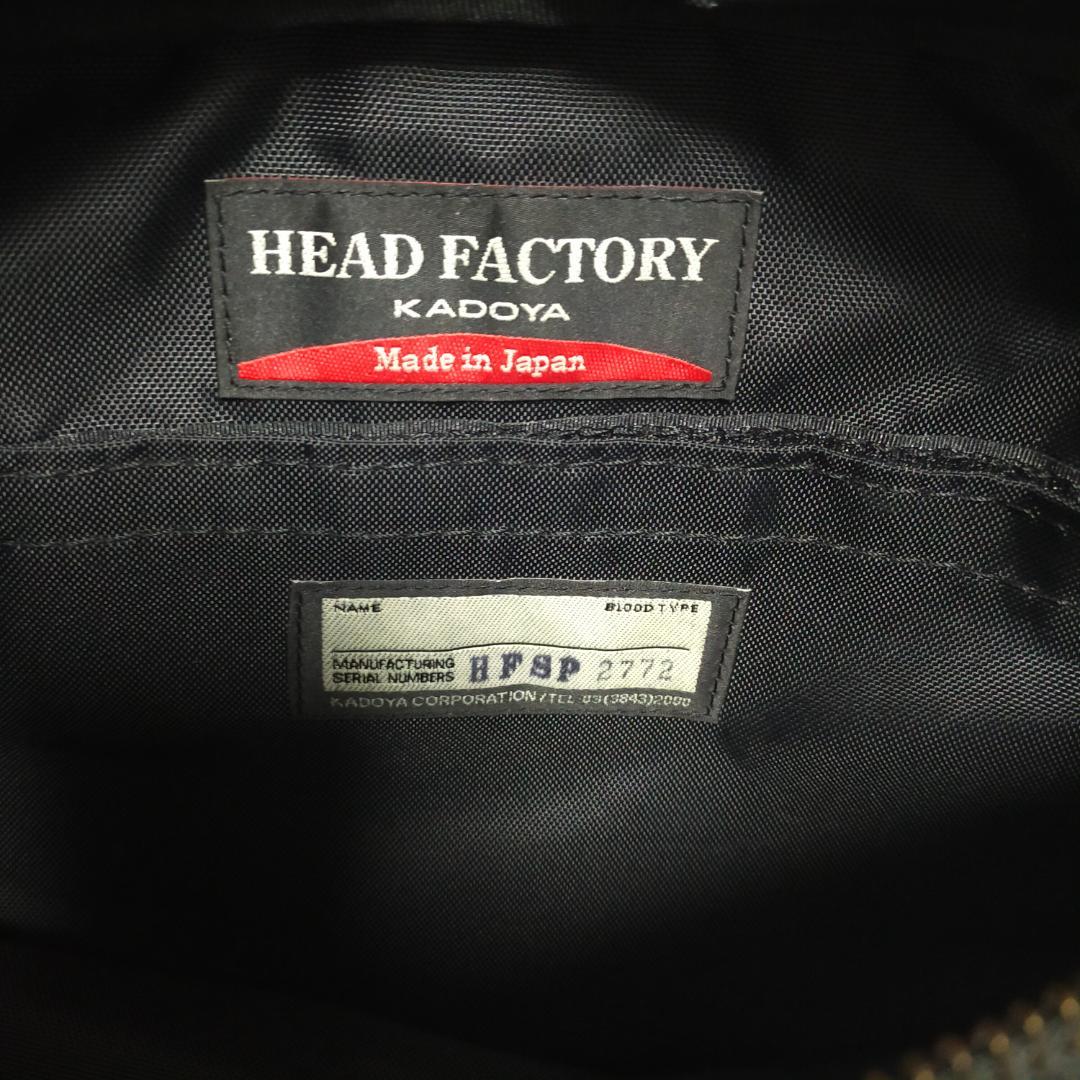 HEAD FACTORY
KADOYA
Made in Japan
NAME BLOOD TYPE
MANUFACTURING
SERIAL NUMBERS HFSP 2772
KADOYA CORPORATION / TEL 03(3843)2000